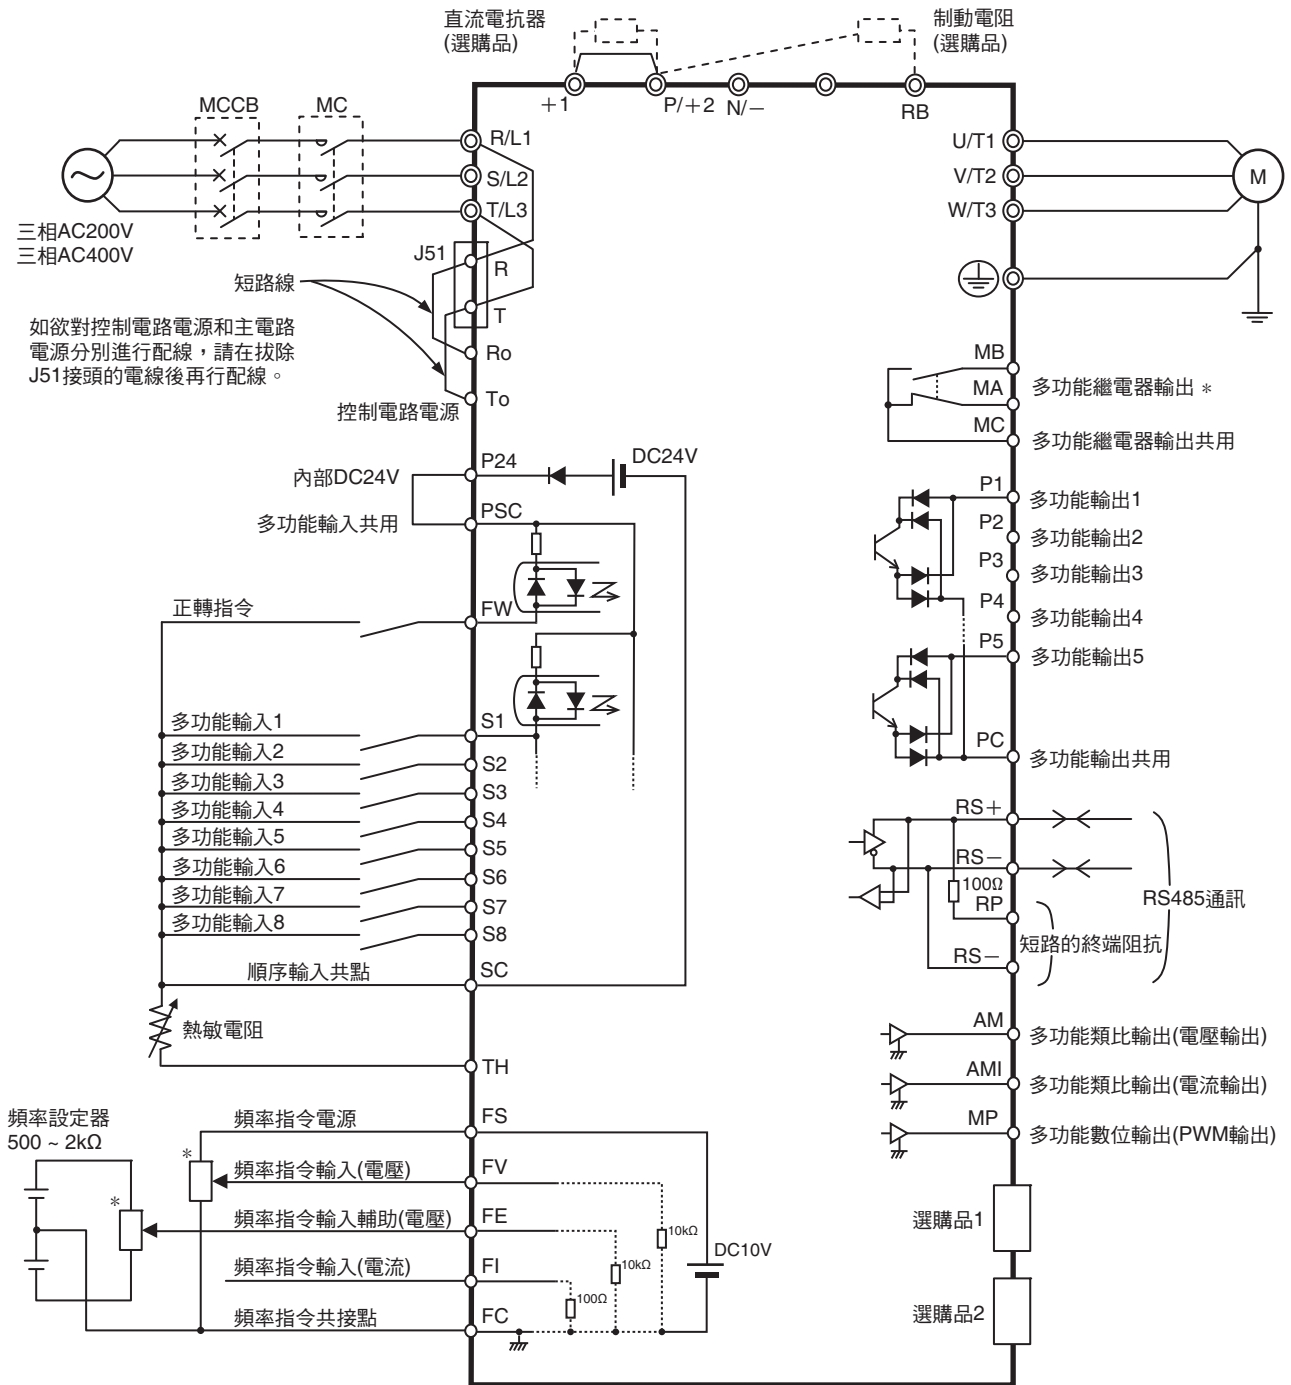 直流電抗器
(選購品)
制動電阻
(選購品)
+1
P/+2
N/−
RB
MCCB
MC
R/L1
S/L2
T/L3
三相AC200V
三相AC400V
U/T1
V/T2
W/T3
M
J51
R
T
短路線
如欲對控制電路電源和主電路
電源分別進行配線，請在拔除
J51接頭的電線後再行配線。
Ro
To
控制電路電源
MB
MA
多功能繼電器輸出 *
MC
多功能繼電器輸出共用
內部DC24V
P24
DC24V
多功能輸入共用
PSC
正轉指令
FW
P1
多功能輸出1
P2
多功能輸出2
P3
多功能輸出3
P4
多功能輸出4
P5
多功能輸出5
PC
多功能輸出共用
多功能輸入1
S1
多功能輸入2
S2
多功能輸入3
S3
多功能輸入4
S4
多功能輸入5
S5
多功能輸入6
S6
多功能輸入7
S7
多功能輸入8
S8
順序輸入共點
SC
熱敏電阻
TH
RS+
RS−
100Ω
RP
RS−
短路的終端阻抗
RS485通訊
AM
多功能類比輸出(電壓輸出)
AMI
多功能類比輸出(電流輸出)
MP
多功能數位輸出(PWM輸出)
頻率設定器
500 ~ 2kΩ
*
*
頻率指令電源
FS
頻率指令輸入(電壓)
FV
頻率指令輸入輔助(電壓)
FE
頻率指令輸入(電流)
FI
頻率指令共接點
FC
10kΩ
10kΩ
100Ω
DC10V
選購品1
選購品2